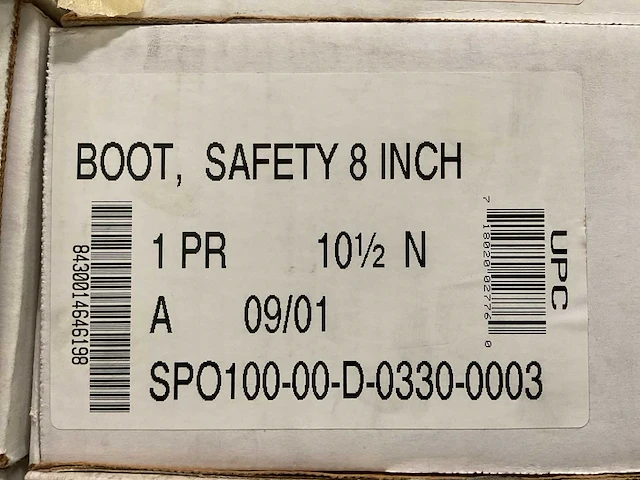 BOOT, SAFETY 8 INCH
1 PR 10½ N
A 09/01
SPO100-00-D-0330-0003
8430014646198
7 18020 02776 0
UPC